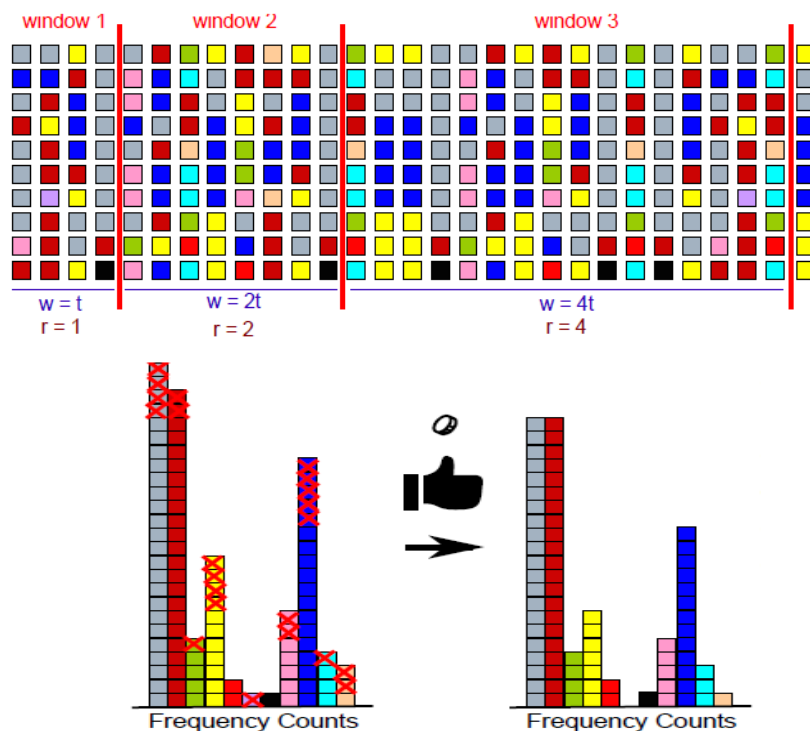 window 1
window 2
window 3
w = t
w = 2t
w = 4t
r = 1
r = 2
r = 4
Frequency Counts
Frequency Counts